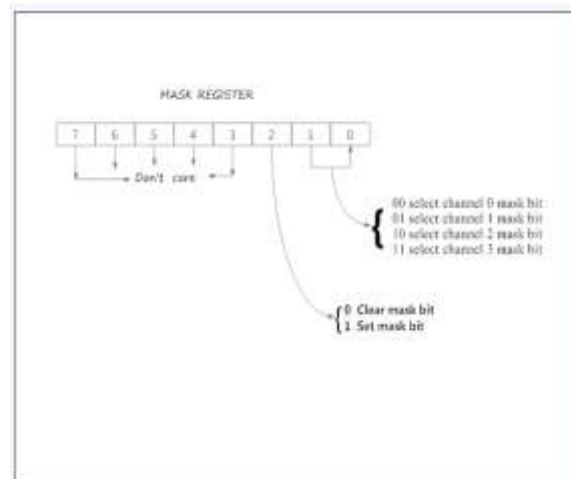 MASK REGISTER
7 6 5 4 3 2 1 0
Don't care
00 select channel 0 mask bit
01 select channel 1 mask bit
10 select channel 2 mask bit
11 select channel 3 mask bit
0 Clear mask bit
1 Set mask bit